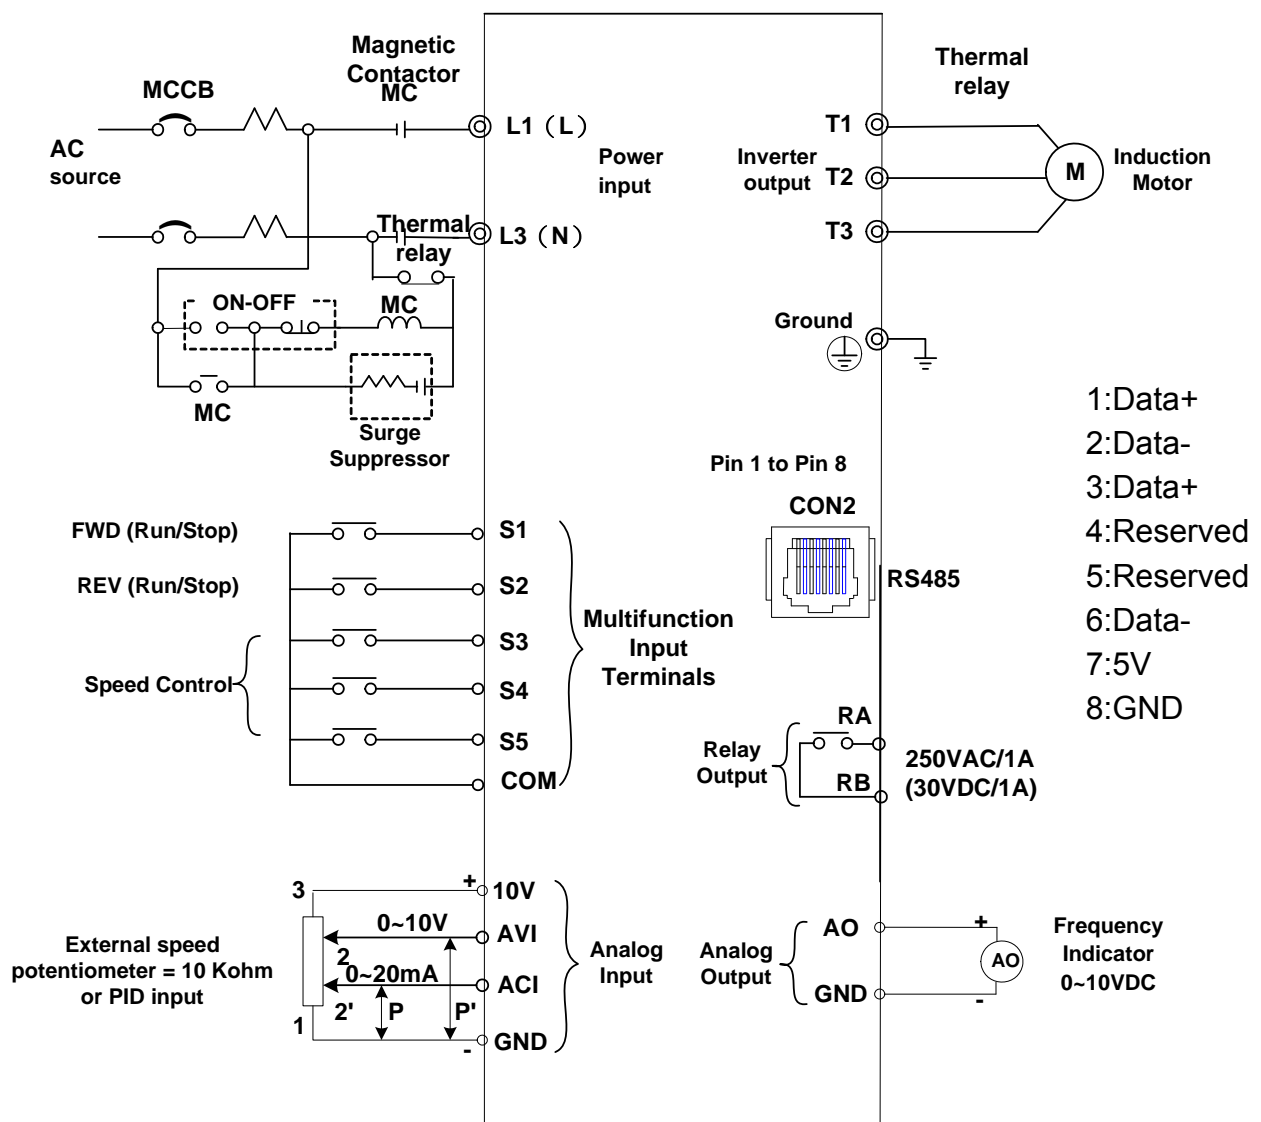 Magnetic
Contactor
MC
MCCB
AC
source
L1 (L)
Power
input
L3 (N)
Thermal
relay
ON-OFF
MC
MC
Surge
Suppressor
Thermal
relay
T1
Inverter
output
T2
T3
M
Induction
Motor
Ground
Pin 1 to Pin 8
CON2
RS485
1:Data+
2:Data-
3:Data+
4:Reserved
5:Reserved
6:Data-
7:5V
8:GND
FWD (Run/Stop)
S1
REV (Run/Stop)
S2
S3
Speed Control
S4
S5
COM
Multifunction
Input
Terminals
Relay
Output
RA
RB
250VAC/1A
(30VDC/1A)
3
+
10V
0~10V
AVI
2
0~20mA
ACI
2'
P
P'
1
-
GND
External speed
potentiometer = 10 Kohm
or PID input
Analog
Input
Analog
Output
AO
GND
+
AO
-
Frequency
Indicator
0~10VDC